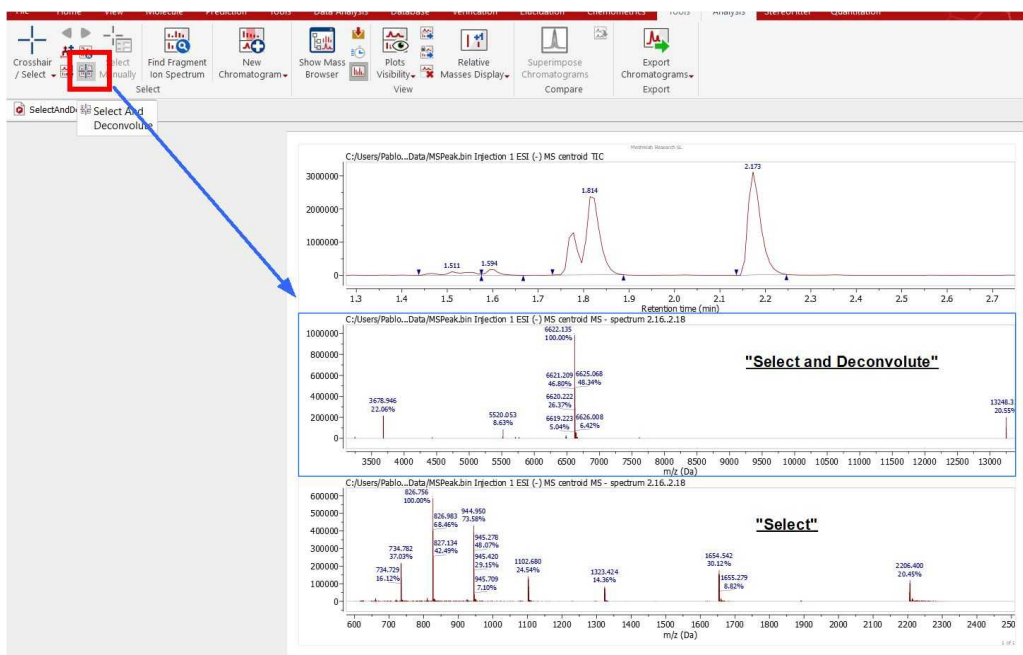 File Home View Molecule Prediction Tools Data Analysis Database Verification Elucidation Chemometrics Tools Analysis StereoFitter Quantitation
Crosshair / Select
Select Manually
Find Fragment Ion Spectrum
New Chromatogram
Show Mass Browser
Plots Visibility
Relative Masses Display
Superimpose Chromatograms
Export Chromatograms
Select
View
Compare
Export
SelectAndD
Select And
Deconvolute
Mestrelab Research SL
C:/Users/Pablo...Data/MSPeak.bin Injection 1 ESI (-) MS centroid TIC
3000000
2000000
1000000
0
1.511
1.594
1.814
2.173
1.3 1.4 1.5 1.6 1.7 1.8 1.9 2.0 2.1 2.2 2.3 2.4 2.5 2.6 2.7
Retention time (min)
C:/Users/Pablo...Data/MSPeak.bin Injection 1 ESI (-) MS centroid MS - spectrum 2.16..2.18
1000000
800000
600000
400000
200000
0
3678.946
22.06%
5520.053
8.63%
6622.135
100.00%
6621.209 6625.068
46.80% 48.34%
6620.222
26.37%
6619.223 6626.008
5.04% 6.42%
"Select and Deconvolute"
13248.3
20.55%
3500 4000 4500 5000 5500 6000 6500 7000 7500 8000 8500 9000 9500 10000 10500 11000 11500 12000 12500 13000
m/z (Da)
C:/Users/Pablo...Data/MSPeak.bin Injection 1 ESI (-) MS centroid MS - spectrum 2.16..2.18
600000
500000
400000
300000
200000
100000
0
826.756
100.00%
826.983
68.46%
827.134
42.49%
734.782
37.03%
734.729
16.12%
944.950
73.58%
945.278
48.07%
945.420
29.15%
945.709
7.10%
1102.680
24.54%
1323.424
14.36%
"Select"
1654.542
30.12%
1655.279
8.82%
2206.400
20.45%
600 700 800 900 1000 1100 1200 1300 1400 1500 1600 1700 1800 1900 2000 2100 2200 2300 2400 250
m/z (Da)